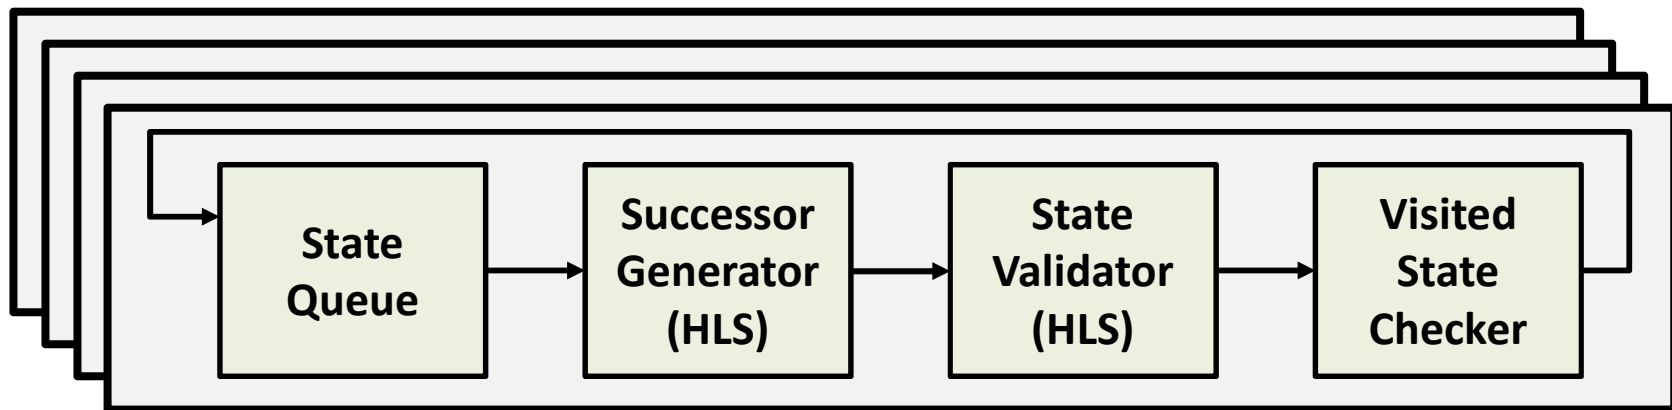 State
Queue
Successor
Generator
(HLS)
State
Validator
(HLS)
Visited
State
Checker